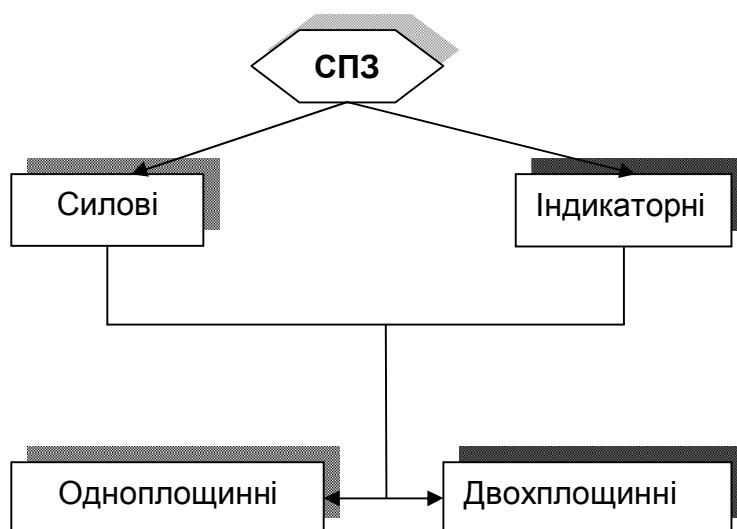 СПЗ
Силові
Індикаторні
Одноплощинні
Двохплощинні